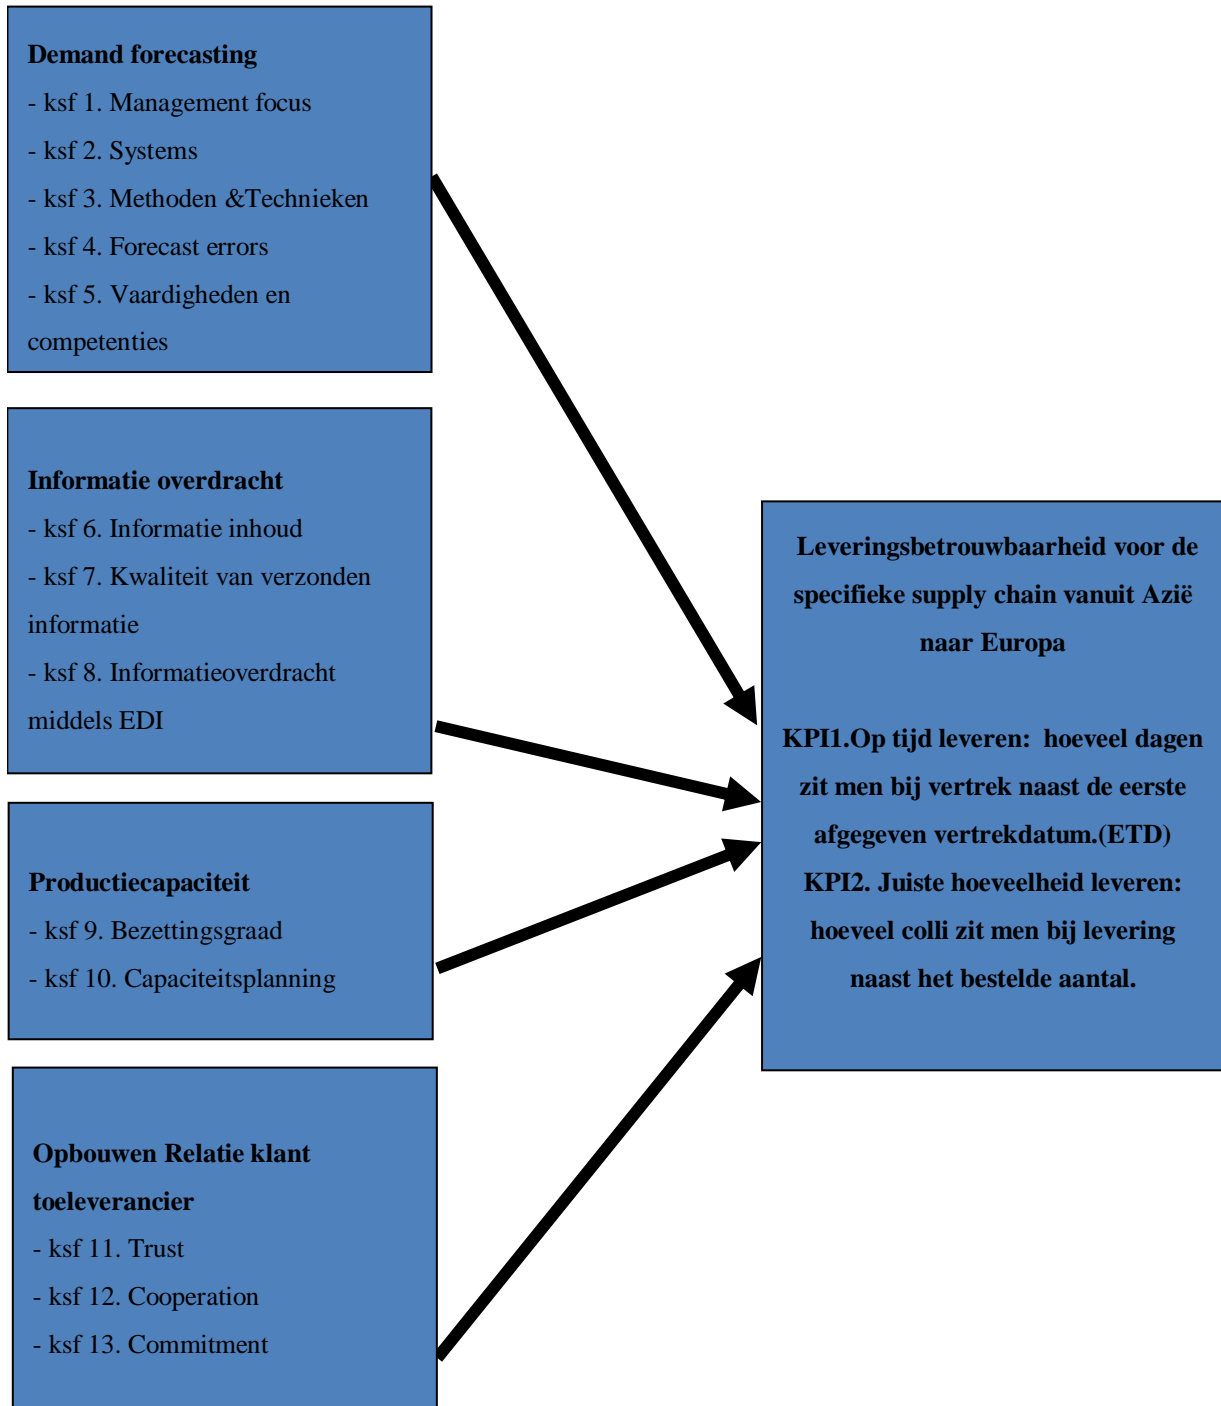 Demand forecasting
- ksf 1. Management focus
- ksf 2. Systems
- ksf 3. Methoden &Technieken
- ksf 4. Forecast errors
- ksf 5. Vaardigheden en
competenties
Informatie overdracht
- ksf 6. Informatie inhoud
- ksf 7. Kwaliteit van verzonden
informatie
- ksf 8. Informatieoverdracht
middels EDI
Productiecapaciteit
- ksf 9. Bezettingsgraad
- ksf 10. Capaciteitsplanning
Opbouwen Relatie klant
toeleverancier
- ksf 11. Trust
- ksf 12. Cooperation
- ksf 13. Commitment
Leveringsbetrouwbaarheid voor de
specifieke supply chain vanuit Azië
naar Europa
KPI1.Op tijd leveren: hoeveel dagen
zit men bij vertrek naast de eerste
afgegeven vertrekdatum.(ETD)
KPI2. Juiste hoeveelheid leveren:
hoeveel colli zit men bij levering
naast het bestelde aantal.